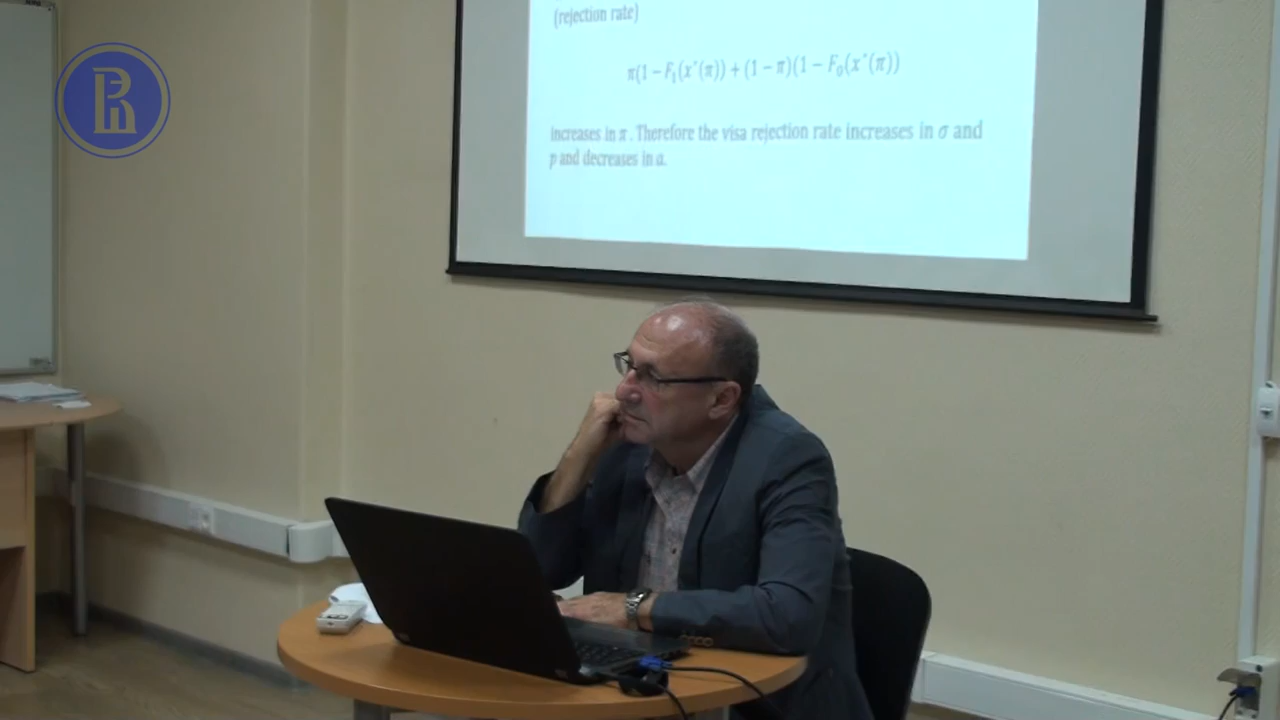 (rejection rate)
π(1 − F₁(x*(π)) + (1 − π)(1 − F₀(x*(π))
increases in π . Therefore the visa rejection rate increases in σ and
p and decreases in a.